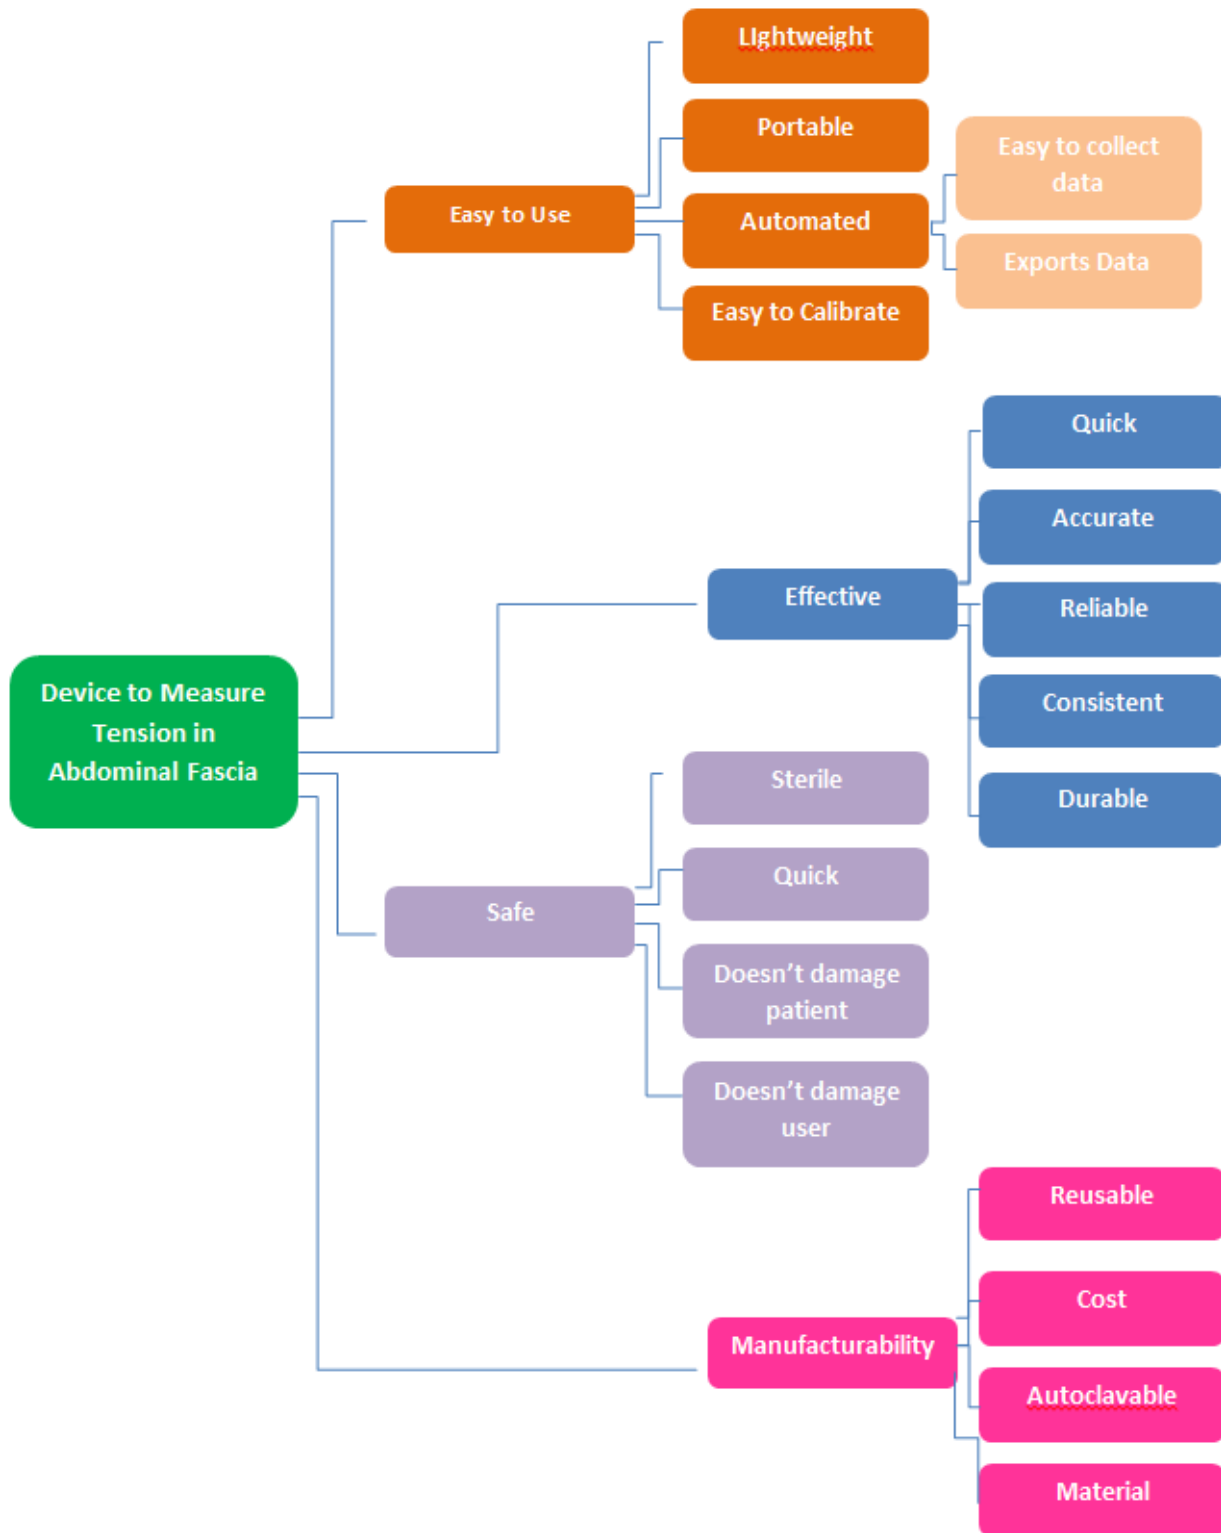 LIghtweight
Portable
Easy to collect
data
Easy to Use
Automated
Exports Data
Easy to Calibrate
Quick
Accurate
Effective
Reliable
Device to Measure
Tension in
Abdominal Fascia
Consistent
Sterile
Durable
Quick
Safe
Doesn’t damage
patient
Doesn’t damage
user
Reusable
Cost
Manufacturability
Autoclavable
Material